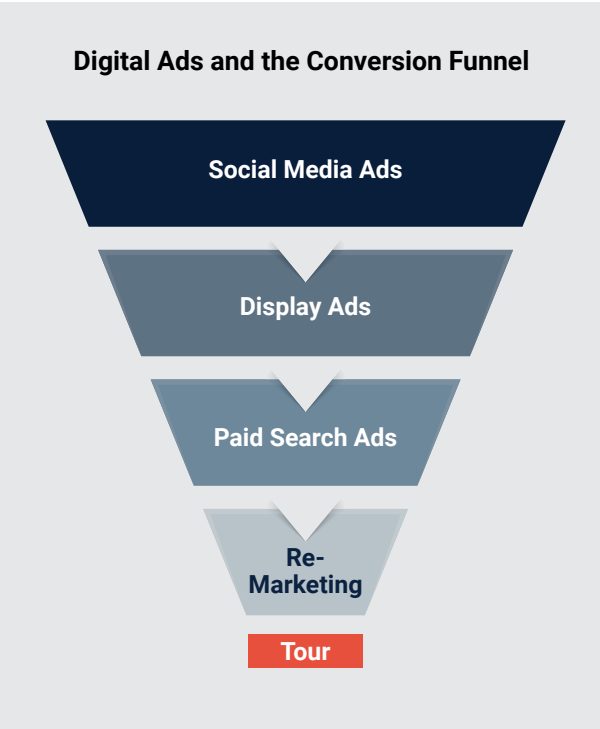 Digital Ads and the Conversion Funnel
Social Media Ads
Display Ads
Paid Search Ads
Re-
Marketing
Tour